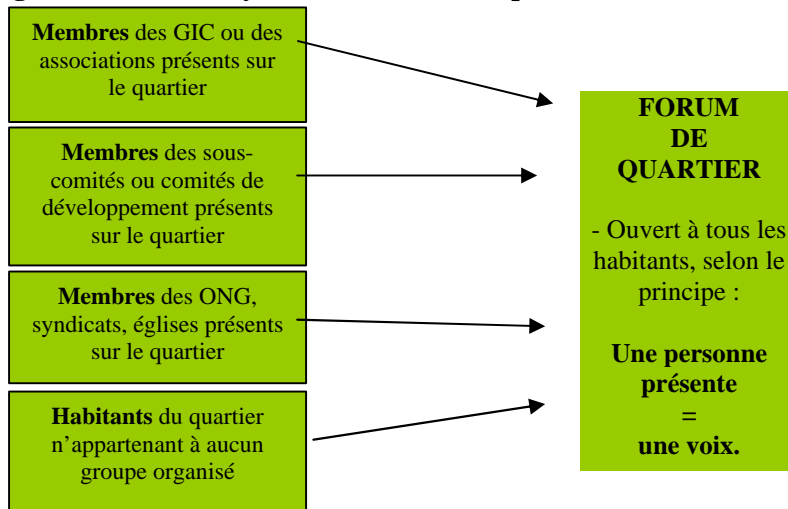 Membres des GIC ou des
associations présents sur
le quartier
Membres des sous-
comités ou comités de
développement présents
sur le quartier
Membres des ONG,
syndicats, églises présents
sur le quartier
Habitants du quartier
n’appartenant à aucun
groupe organisé
FORUM
DE
QUARTIER
- Ouvert à tous les
habitants, selon le
principe :
Une personne
présente
=
une voix.